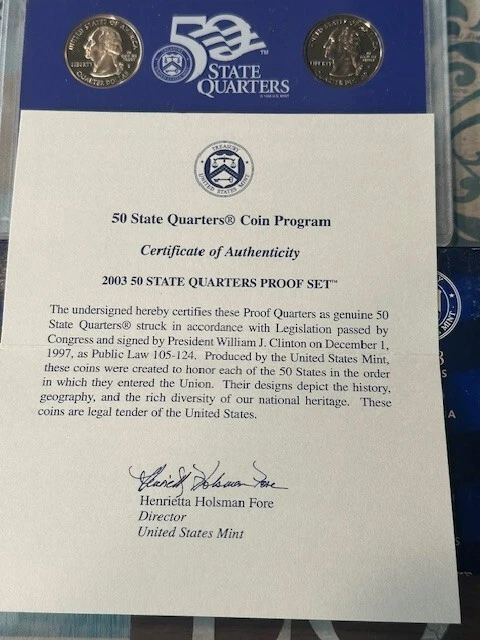 UNITED STATES OF AMERICA
LIBERTY
QUARTER DOLLAR
50
TM
STATE
QUARTERS
LIBERTY
TREASURY
UNITED STATES MINT
50 State Quarters® Coin Program
Certificate of Authenticity
2003 50 STATE QUARTERS PROOF SET™
The undersigned hereby certifies these Proof Quarters as genuine 50
State Quarters® struck in accordance with Legislation passed by
Congress and signed by President William J. Clinton on December 1,
1997, as Public Law 105-124. Produced by the United States Mint,
these coins were created to honor each of the 50 States in the order
in which they entered the Union. Their designs depict the history,
geography, and the rich diversity of our national heritage. These
coins are legal tender of the United States.
Henrietta Holsman Fore
Henrietta Holsman Fore
Director
United States Mint
MINT
3
S
A